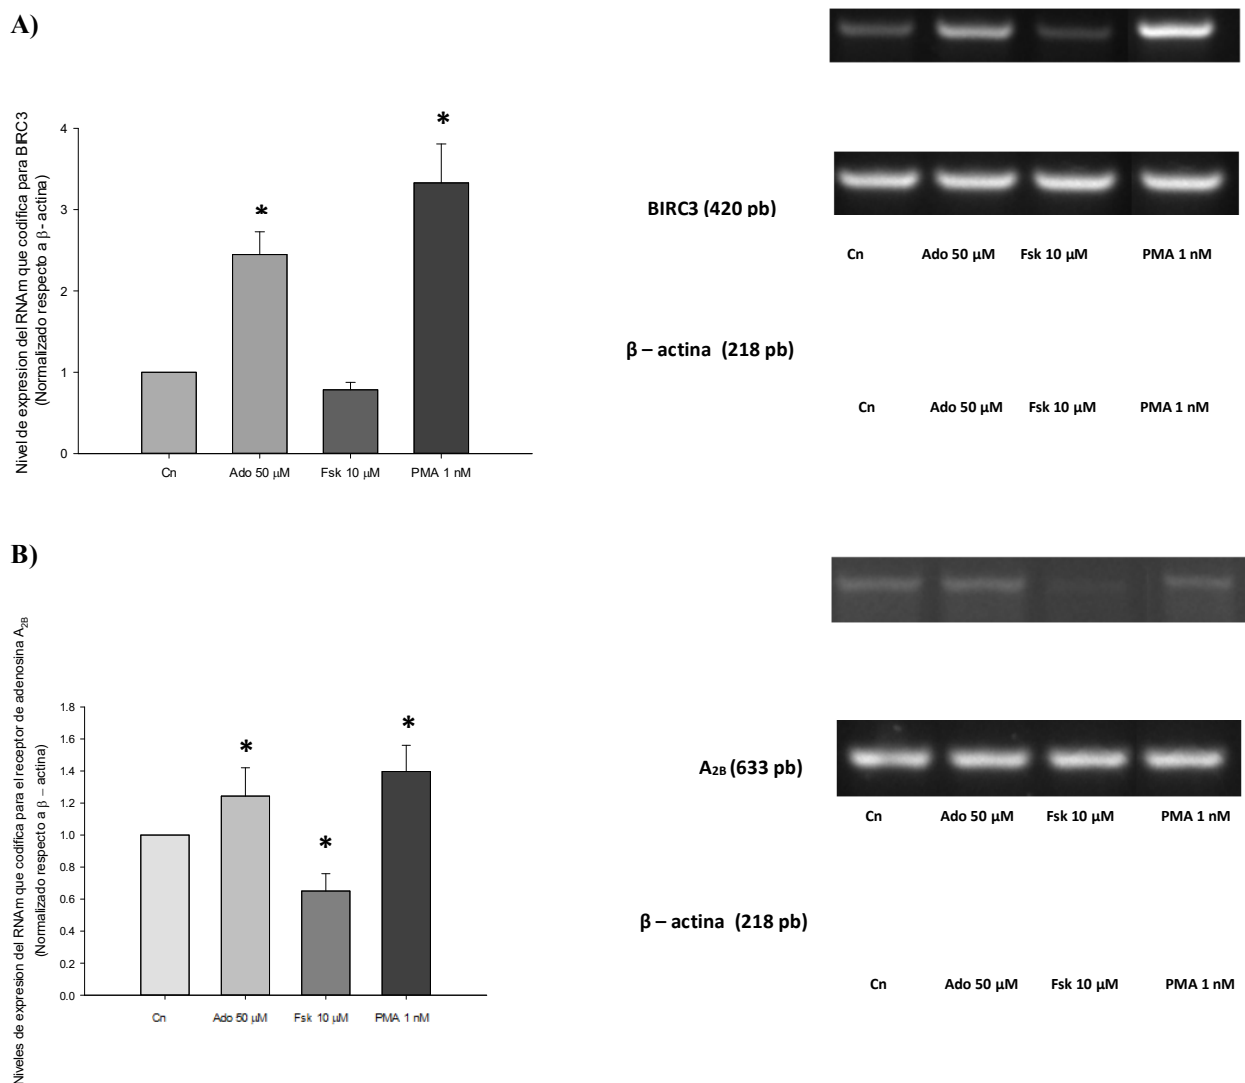 A)
Nivel de expresion del RNAm que codifica para BIRC3
(Normalizado respecto a β- actina)
4
3
2
1
0
*
*
Cn Ado 50 μM Fsk 10 μM PMA 1 nM
BIRC3 (420 pb)
Cn Ado 50 μM Fsk 10 μM PMA 1 nM
β – actina (218 pb)
Cn Ado 50 μM Fsk 10 μM PMA 1 nM
B)
Niveles de expresion del RNAm que codifica para el receptor de adenosina A2B
(Normalizado respecto a β – actina)
1.8
1.6
1.4
1.2
1.0
0.8
0.6
0.4
0.2
0.0
*
*
*
Cn Ado 50 μM Fsk 10 μM PMA 1 nM
A2B (633 pb)
Cn Ado 50 μM Fsk 10 μM PMA 1 nM
β – actina (218 pb)
Cn Ado 50 μM Fsk 10 μM PMA 1 nM